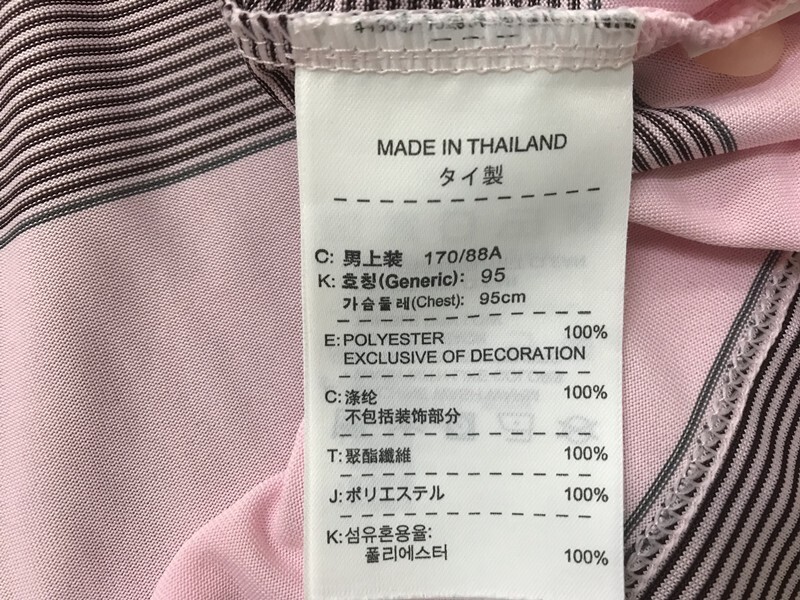 MADE IN THAILAND
タイ製
C: 男上装 170/88A
K: 호칭(Generic): 95
가슴둘레(Chest): 95cm
E: POLYESTER 100%
EXCLUSIVE OF DECORATION
C: 涤纶 100%
不包括装饰部分
T: 聚酯纖維 100%
J: ポリエステル 100%
K: 섬유혼용율:
폴리에스터 100%